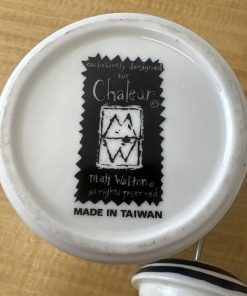 exclusively designed
for
Chaleur©
M
W
Matt Walton©
all rights reserved
MADE IN TAIWAN